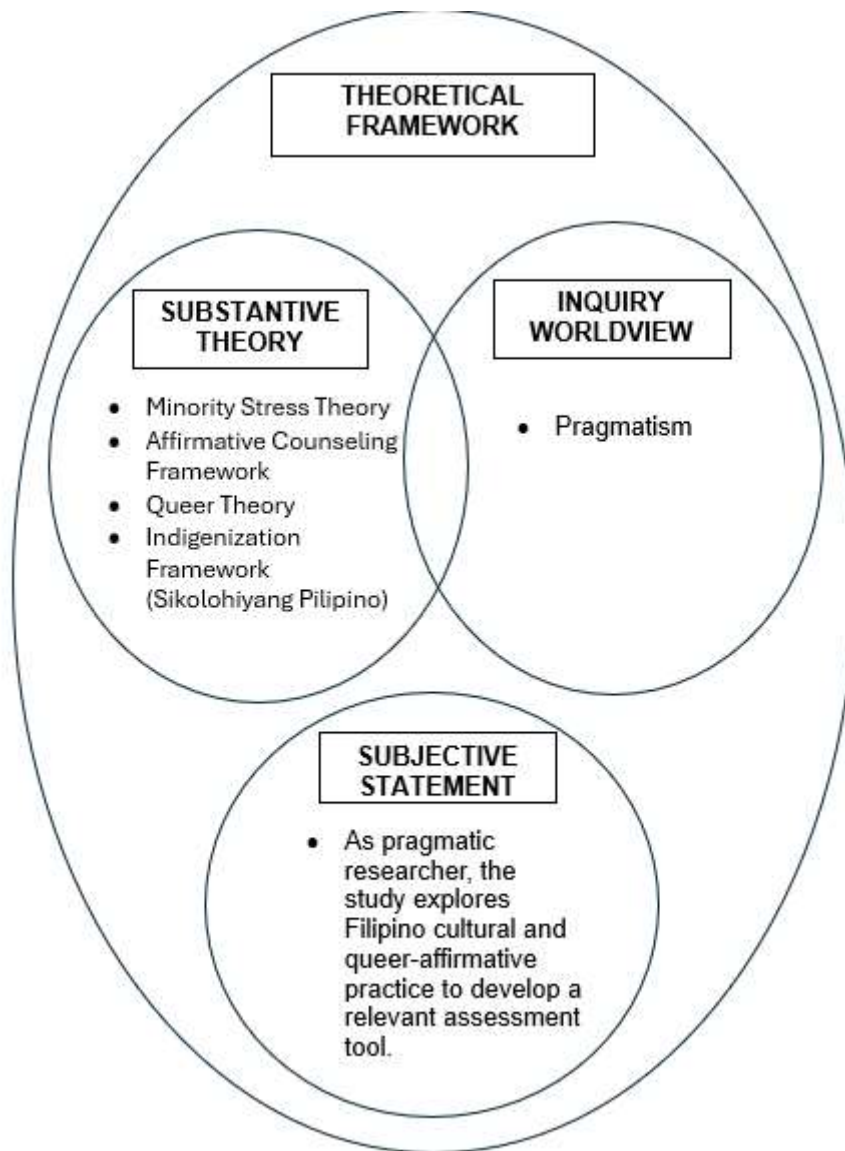 THEORETICAL
FRAMEWORK
SUBSTANTIVE
THEORY
• Minority Stress Theory
• Affirmative Counseling
Framework
• Queer Theory
• Indigenization
Framework
(Sikolohiyang Pilipino)
INQUIRY
WORLDVIEW
• Pragmatism
SUBJECTIVE
STATEMENT
• As pragmatic
researcher, the
study explores
Filipino cultural and
queer-affirmative
practice to develop a
relevant assessment
tool.